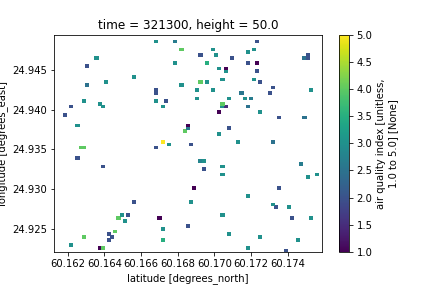 time = 321300, height = 50.0
24.945
24.940
24.935
24.930
24.925
longitude [degrees_east]
60.162 60.164 60.166 60.168 60.170 60.172 60.174
latitude [degrees_north]
5.0
4.5
4.0
3.5
3.0
2.5
2.0
1.5
1.0
air quality index [unitless,
1.0 to 5.0] [None]